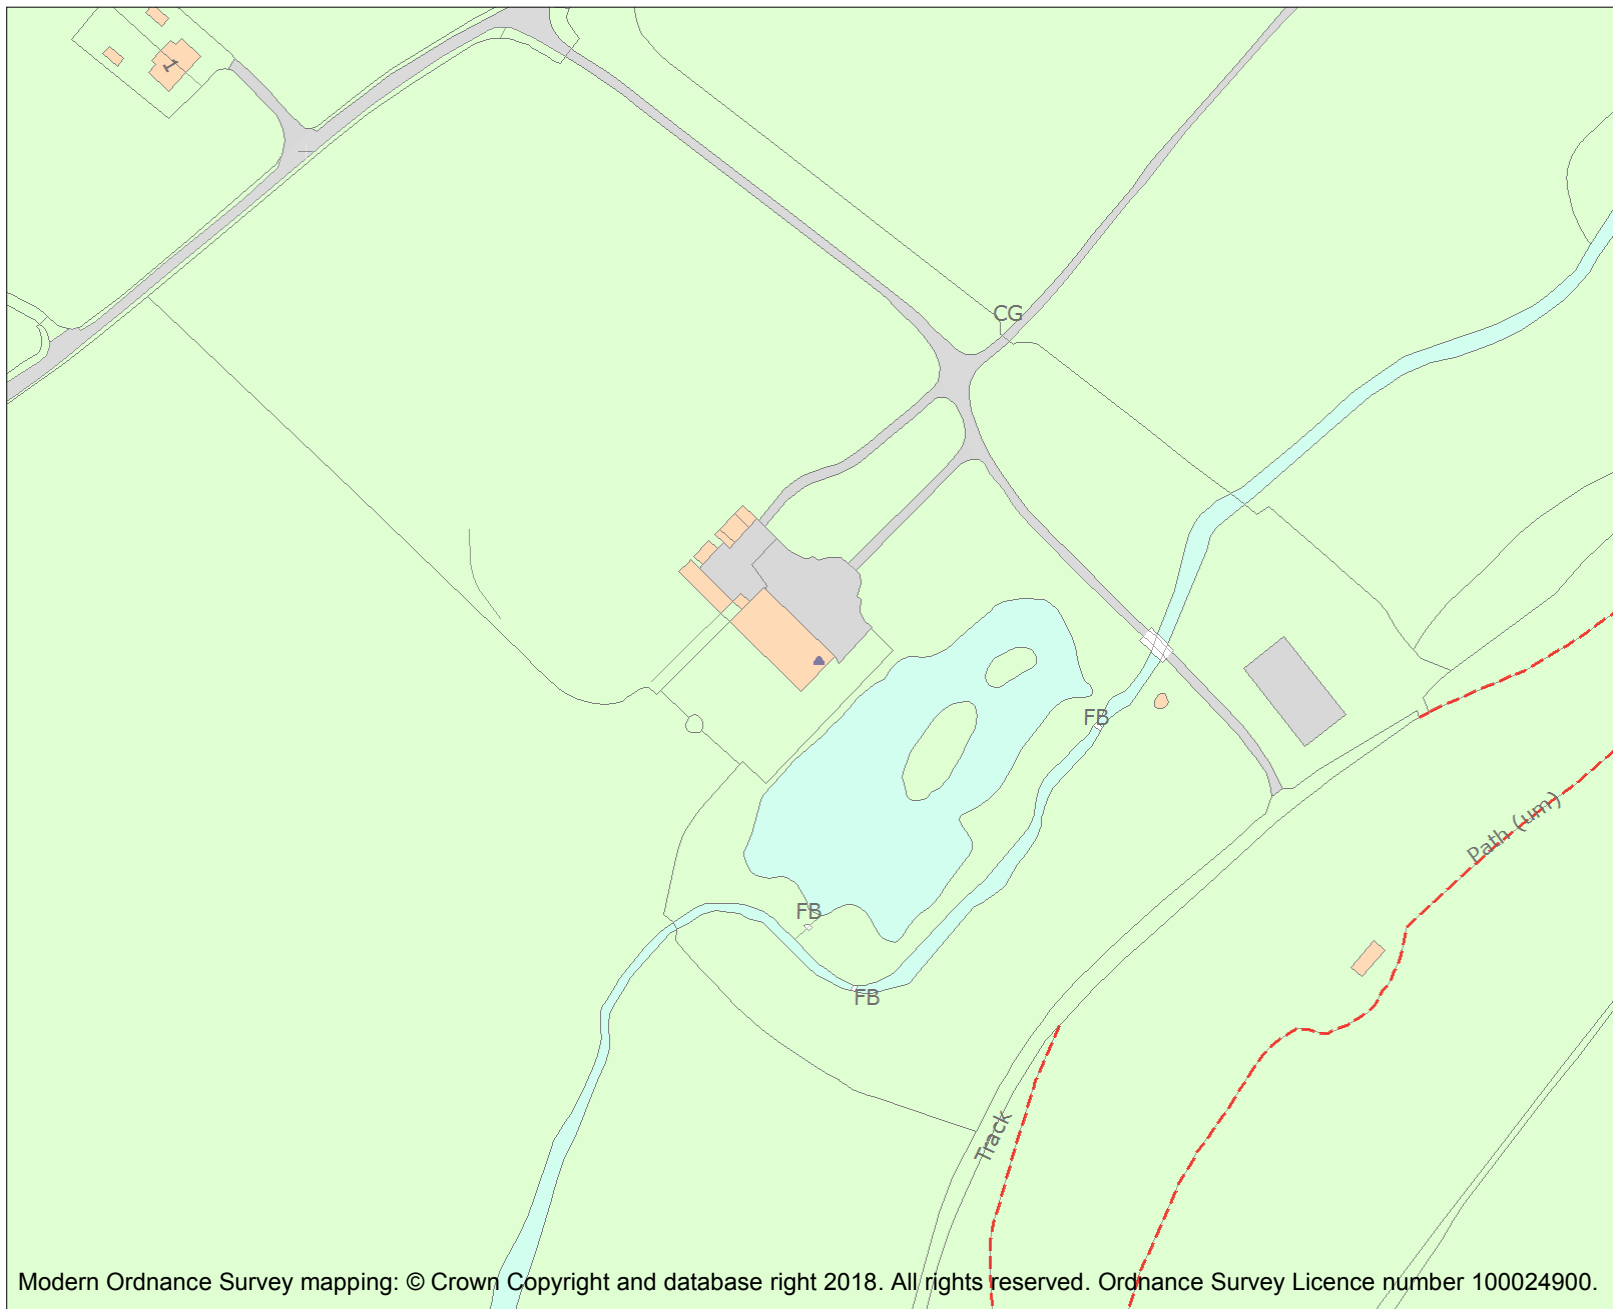 1
CG
FB
Path (um)
FB
FB
Track
Modern Ordnance Survey mapping: © Crown Copyright and database right 2018. All rights reserved. Ordnance Survey Licence number 100024900.